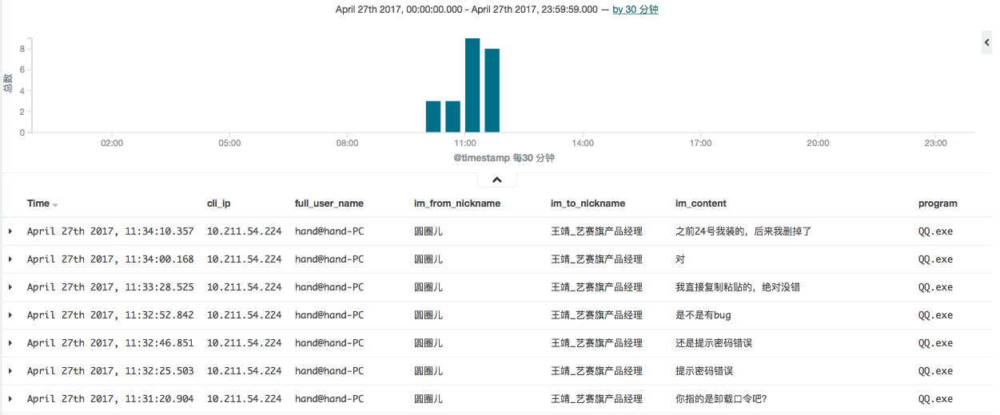 April 27th 2017, 00:00:00.000 - April 27th 2017, 23:59:59.000 — by 30 分钟
8
6
4
2
0
总数
02:00 05:00 08:00 11:00 14:00 17:00 20:00 23:00
@timestamp 每30 分钟
Time cli_ip full_user_name im_from_nickname im_to_nickname im_content program
April 27th 2017, 11:34:10.357 10.211.54.224 hand@hand-PC 圆圈儿 王靖_艺赛旗产品经理 之前24号我装的，后来我删掉了 QQ.exe
April 27th 2017, 11:34:00.168 10.211.54.224 hand@hand-PC 圆圈儿 王靖_艺赛旗产品经理 对 QQ.exe
April 27th 2017, 11:33:28.525 10.211.54.224 hand@hand-PC 圆圈儿 王靖_艺赛旗产品经理 我直接复制粘贴的，绝对没错 QQ.exe
April 27th 2017, 11:32:52.842 10.211.54.224 hand@hand-PC 圆圈儿 王靖_艺赛旗产品经理 是不是有bug QQ.exe
April 27th 2017, 11:32:46.851 10.211.54.224 hand@hand-PC 圆圈儿 王靖_艺赛旗产品经理 还是提示密码错误 QQ.exe
April 27th 2017, 11:32:25.503 10.211.54.224 hand@hand-PC 圆圈儿 王靖_艺赛旗产品经理 提示密码错误 QQ.exe
April 27th 2017, 11:31:20.904 10.211.54.224 hand@hand-PC 圆圈儿 王靖_艺赛旗产品经理 你指的是卸载口令吧? QQ.exe